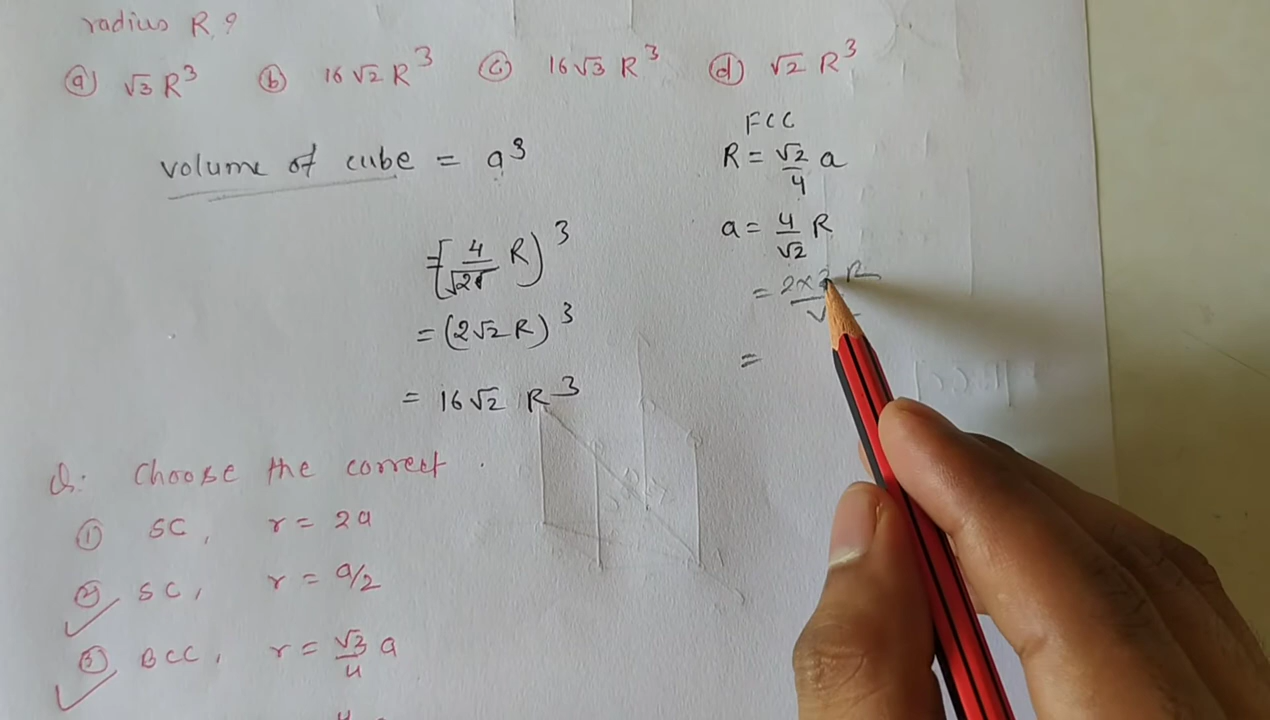 radius R ?
ⓐ √3 R³ ⓑ 16√2 R³ ⓒ 16√3 R³ ⓓ √2 R³
volume of cube = a³
= (4/√2 R)³
= (2√2 R)³
= 16√2 R³
FCC
R = √2/4 a
a = 4/√2 R
= 2×
=
Q. Choose the correct .
① SC, r = 2a
② SC, r = a/2
③ BCC, r = √3/4 a